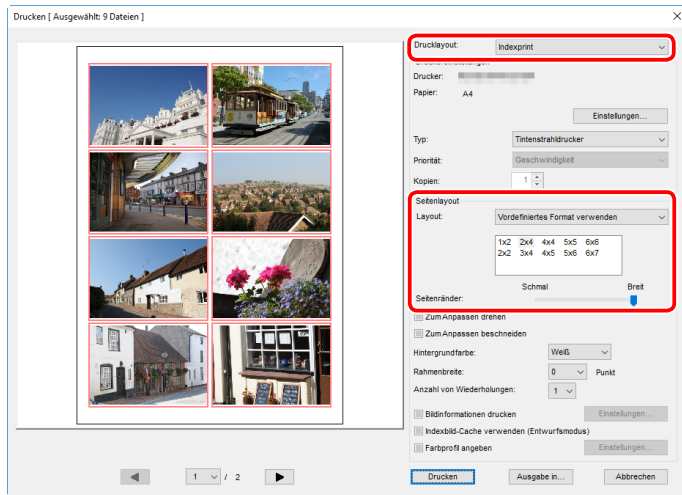 Drucken [ Ausgewählt: 9 Dateien ]
Drucklayout: Indexprint
Drucker:
Papier: A4
Einstellungen...
Typ: Tintenstrahldrucker
Priorität: Geschwindigkeit
Kopien: 1
Seitenlayout
Layout: Vordefiniertes Format verwenden
1x2 2x4 4x4 5x5 6x6
2x2 3x4 4x5 5x6 6x7
Schmal Breit
Seitenränder:
Zum Anpassen drehen
Zum Anpassen beschneiden
Hintergrundfarbe: Weiß
Rahmenbreite: 0 Punkt
Anzahl von Wiederholungen: 1
Bildinformationen drucken Einstellungen...
Indexbild-Cache verwenden (Entwurfsmodus)
Farbprofil angeben Einstellungen...
1 / 2
Drucken Ausgabe in... Abbrechen